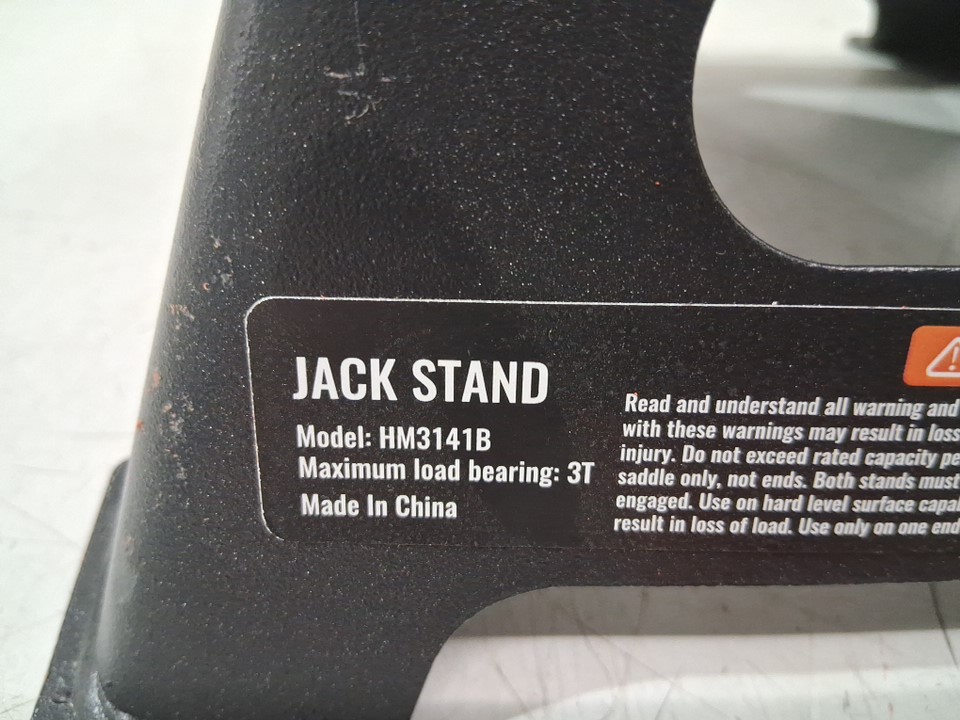 JACK STAND
Model: HM3141B
Maximum load bearing: 3T
Made In China
Read and understand all warning and
with these warnings may result in loss
injury. Do not exceed rated capacity pe
saddle only, not ends. Both stands must
engaged. Use on hard level surface capa
result in loss of load. Use only on one end